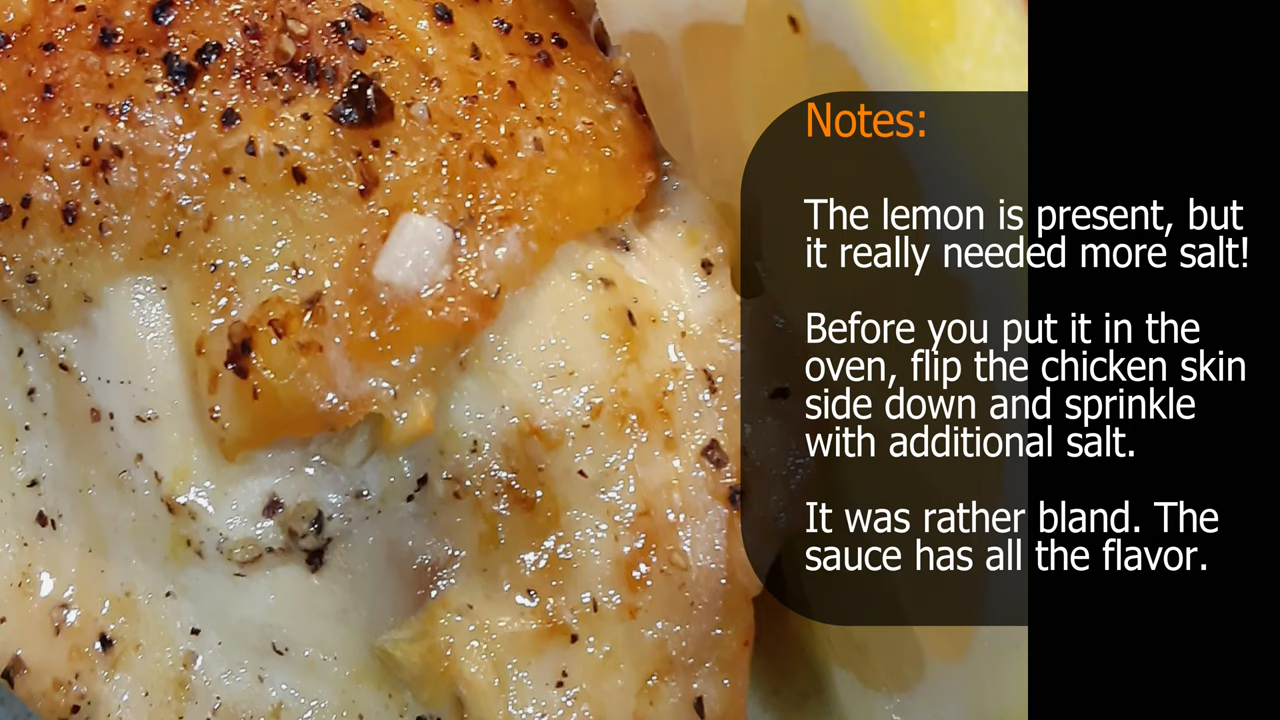 Notes:
The lemon is present, but
it really needed more salt!
Before you put it in the
oven, flip the chicken skin
side down and sprinkle
with additional salt.
It was rather bland. The
sauce has all the flavor.